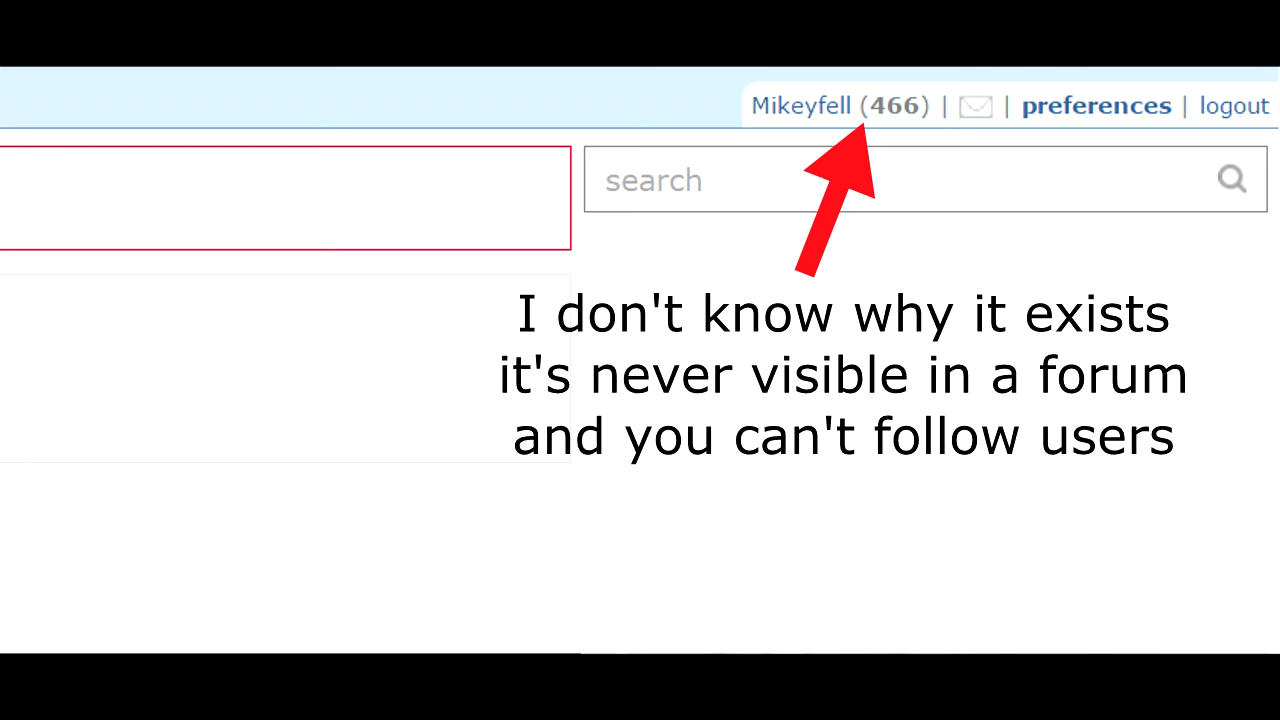 Mikeyfell (466) | | preferences | logout
search
I don't know why it exists
it's never visible in a forum
and you can't follow users